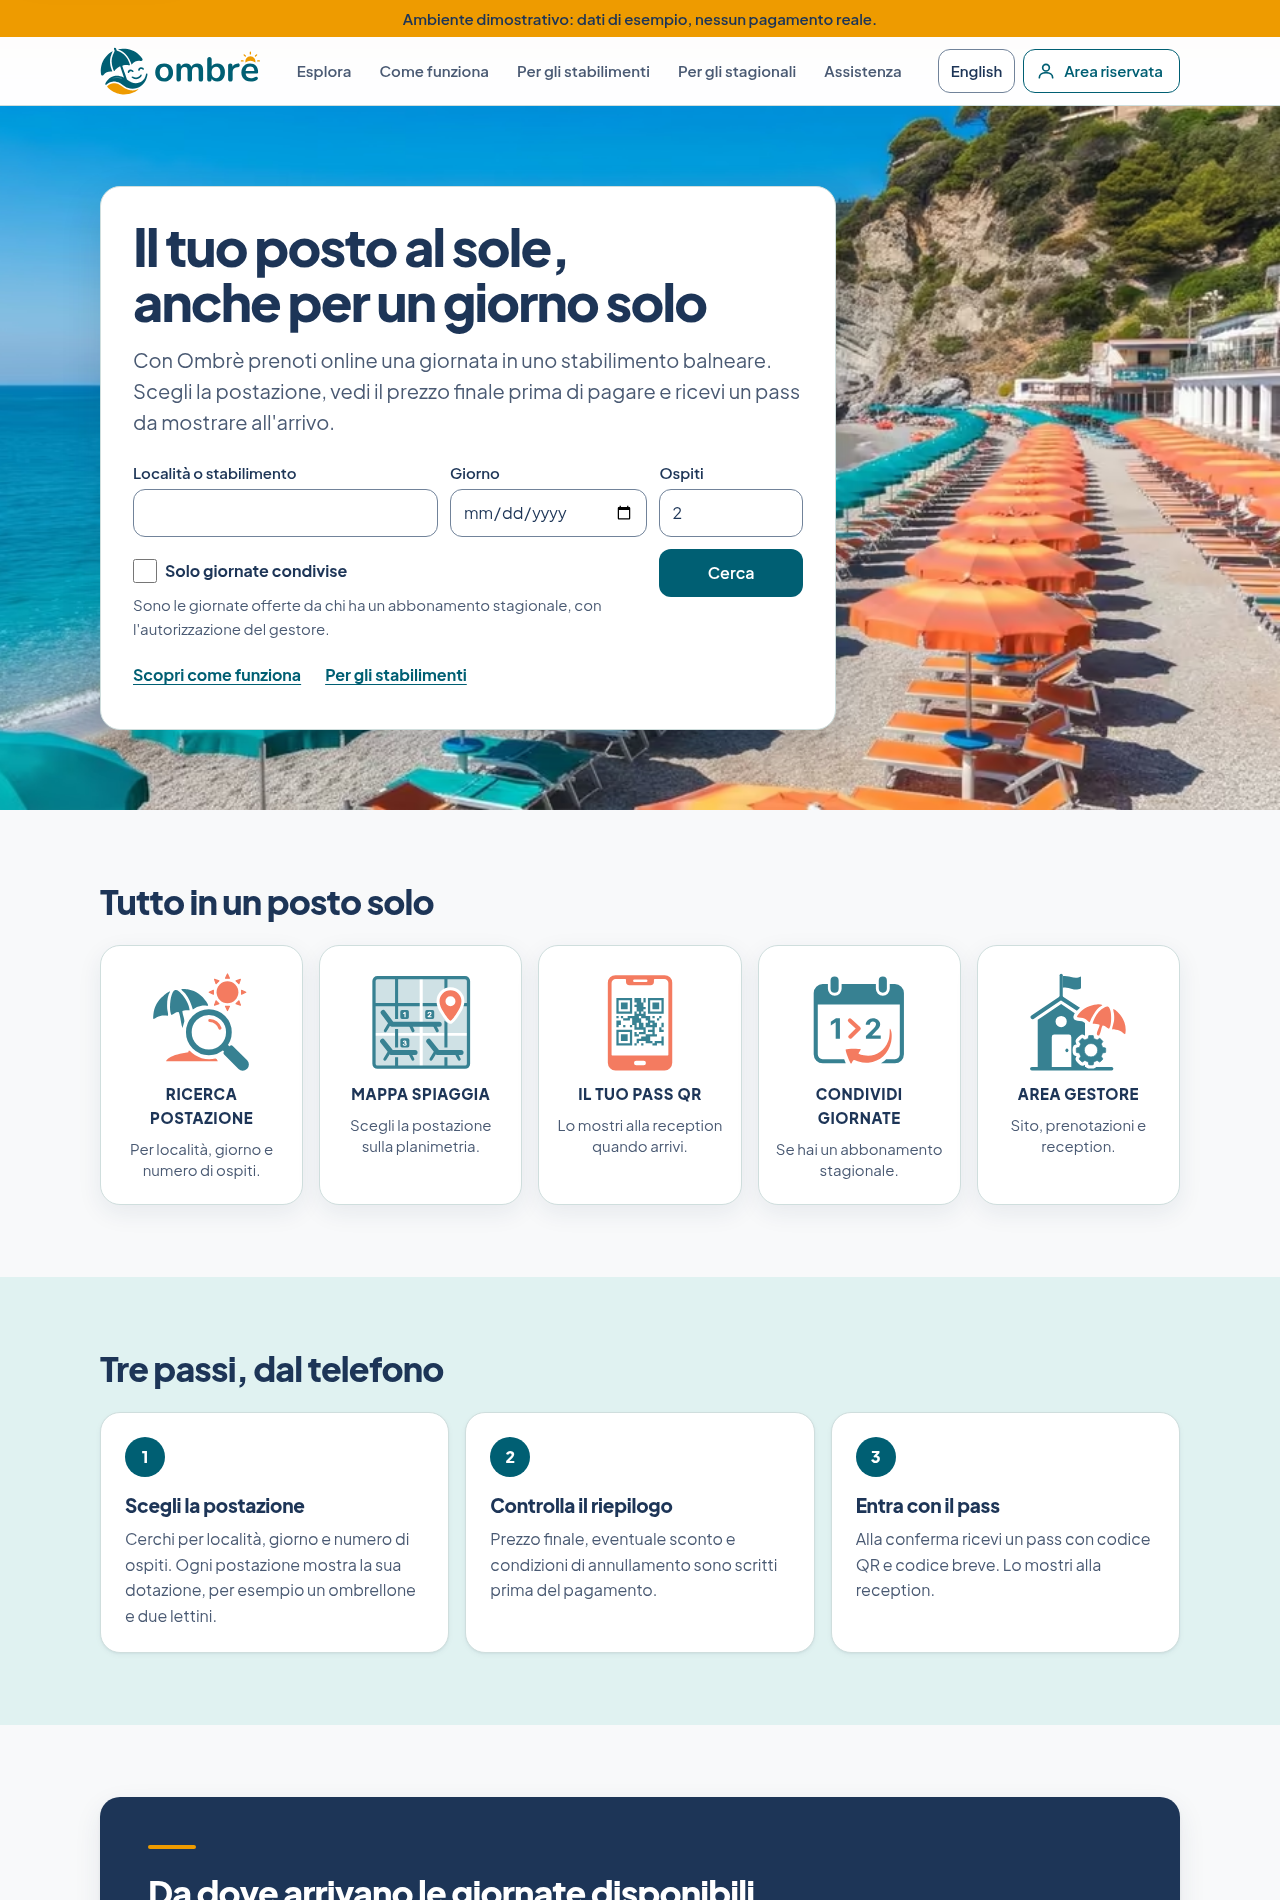 Ambiente dimostrativo: dati di esempio, nessun pagamento reale.
ombrè
Esplora
Come funziona
Per gli stabilimenti
Per gli stagionali
Assistenza
English
Area riservata
Il tuo posto al sole,
anche per un giorno solo
Con Ombrè prenoti online una giornata in uno stabilimento balneare.
Scegli la postazione, vedi il prezzo finale prima di pagare e ricevi un pass
da mostrare all'arrivo.
Località o stabilimento
Giorno
Ospiti
mm/dd/yyyy
2
Solo giornate condivise
Cerca
Sono le giornate offerte da chi ha un abbonamento stagionale, con
l'autorizzazione del gestore.
Scopri come funziona
Per gli stabilimenti
Tutto in un posto solo
1
2
3
1 2
RICERCA
POSTAZIONE
Per località, giorno e
numero di ospiti.
MAPPA SPIAGGIA
Scegli la postazione
sulla planimetria.
IL TUO PASS QR
Lo mostri alla reception
quando arrivi.
CONDIVIDI
GIORNATE
Se hai un abbonamento
stagionale.
AREA GESTORE
Sito, prenotazioni e
reception.
Tre passi, dal telefono
1
Scegli la postazione
Cerchi per località, giorno e numero di
ospiti. Ogni postazione mostra la sua
dotazione, per esempio un ombrellone
e due lettini.
2
Controlla il riepilogo
Prezzo finale, eventuale sconto e
condizioni di annullamento sono scritti
prima del pagamento.
3
Entra con il pass
Alla conferma ricevi un pass con codice
QR e codice breve. Lo mostri alla
reception.
Da dove arrivano le giornate disponibili